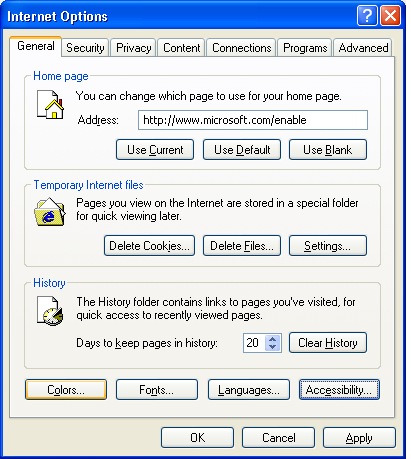 Internet Options
General Security Privacy Content Connections Programs Advanced
Home page
You can change which page to use for your home page.
Address: http://www.microsoft.com/enable
Use Current Use Default Use Blank
Temporary Internet files
Pages you view on the Internet are stored in a special folder
for quick viewing later.
Delete Cookies... Delete Files... Settings...
History
The History folder contains links to pages you've visited, for
quick access to recently viewed pages.
Days to keep pages in history: 20 Clear History
Colors... Fonts... Languages... Accessibility...
OK Cancel Apply